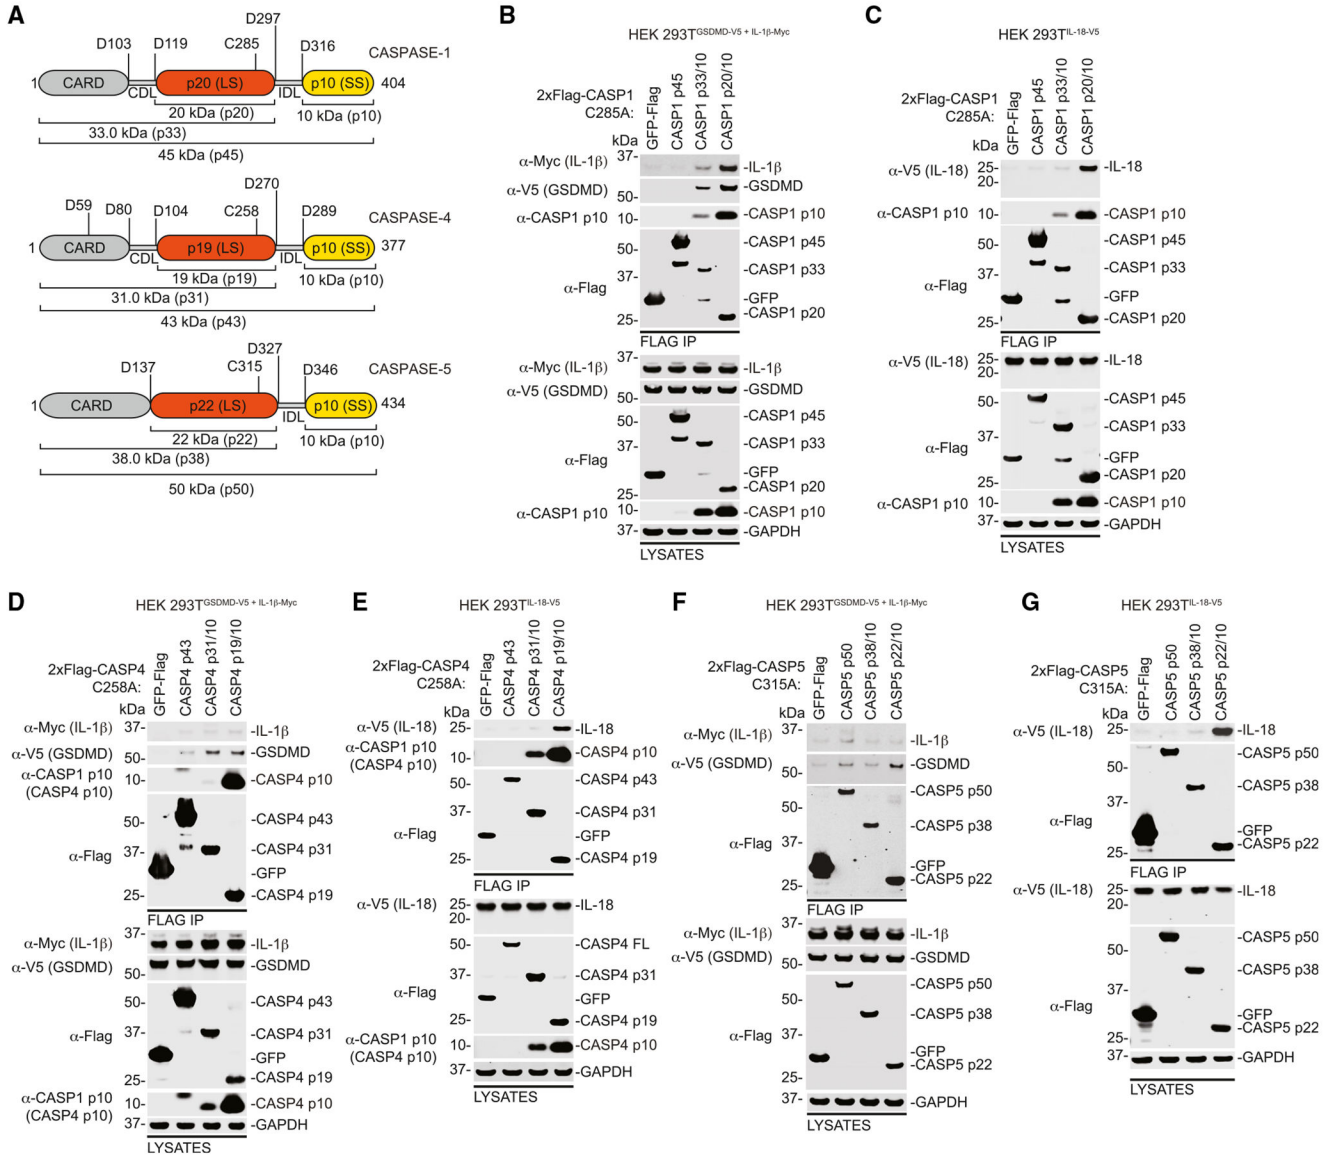 A
D297
D103 D119 C285 D316
CASPASE-1
1 CARD p20 (LS) p10 (SS) 404
CDL IDL
20 kDa (p20) 10 kDa (p10)
33.0 kDa (p33)
45 kDa (p45)
D270
D59 D80 D104 C258 D289
CASPASE-4
1 CARD p19 (LS) p10 (SS) 377
CDL IDL
19 kDa (p19) 10 kDa (p10)
31.0 kDa (p31)
43 kDa (p43)
D327
D137 C315 D346
CASPASE-5
1 CARD p22 (LS) p10 (SS) 434
IDL
22 kDa (p22) 10 kDa (p10)
38.0 kDa (p38)
50 kDa (p50)
B
HEK 293T GSDMD-V5 + IL-1β-Myc
2xFlag-CASP1
C285A:
GFP-Flag
CASP1 p45
CASP1 p33/10
CASP1 p20/10
kDa
37-
α-Myc (IL-1β) -IL-1β
α-V5 (GSDMD) -GSDMD
50-
α-CASP1 p10 10- -CASP1 p10
-CASP1 p45
50-
-CASP1 p33
37-
α-Flag
-GFP
-CASP1 p20
25-
FLAG IP
37-
α-Myc (IL-1β) -IL-1β
α-V5 (GSDMD) -GSDMD
50-
-CASP1 p45
50-
-CASP1 p33
37-
α-Flag
-GFP
-CASP1 p20
25-
α-CASP1 p10 10- -CASP1 p10
37- -GAPDH
LYSATES
C
HEK 293T IL-18-V5
2xFlag-CASP1
C285A:
GFP-Flag
CASP1 p45
CASP1 p33/10
CASP1 p20/10
kDa
α-V5 (IL-18) 25- -IL-18
20-
α-CASP1 p10 10- -CASP1 p10
-CASP1 p45
50-
-CASP1 p33
37-
α-Flag
-GFP
-CASP1 p20
25-
FLAG IP
α-V5 (IL-18) 25- -IL-18
20-
-CASP1 p45
50-
-CASP1 p33
37-
α-Flag
-GFP
-CASP1 p20
25-
α-CASP1 p10 10- -CASP1 p10
37- -GAPDH
LYSATES
D
HEK 293T GSDMD-V5 + IL-1β-Myc
2xFlag-CASP4
C258A:
GFP-Flag
CASP4 p43
CASP4 p31/10
CASP4 p19/10
kDa
α-Myc (IL-1β) 37- -IL-1β
α-V5 (GSDMD) -GSDMD
50-
α-CASP1 p10
(CASP4 p10)
10- -CASP4 p10
-CASP4 p43
50-
-CASP4 p31
37-
α-Flag
-GFP
-CASP4 p19
25-
FLAG IP
37-
α-Myc (IL-1β) -IL-1β
α-V5 (GSDMD) -GSDMD
50-
-CASP4 p43
50-
-CASP4 p31
37-
α-Flag
-GFP
-CASP4 p19
25-
α-CASP1 p10
(CASP4 p10)
10- -CASP4 p10
37- -GAPDH
LYSATES
E
HEK 293T IL-18-V5
2xFlag-CASP4
C258A:
GFP-Flag
CASP4 p43
CASP4 p31/10
CASP4 p19/10
kDa
α-V5 (IL-18) 25- -IL-18
α-CASP1 p10
(CASP4 p10)
10- -CASP4 p10
-CASP4 p43
50-
-CASP4 p31
37-
α-Flag
-GFP
-CASP4 p19
25-
FLAG IP
α-V5 (IL-18) 25- -IL-18
20-
50- -CASP4 FL
37- -CASP4 p31
α-Flag
-GFP
25- -CASP4 p19
α-CASP1 p10
(CASP4 p10)
10- -CASP4 p10
37- -GAPDH
LYSATES
F
HEK 293T GSDMD-V5 + IL-1β-Myc
2xFlag-CASP5
C315A:
GFP-Flag
CASP5 p50
CASP5 p38/10
CASP5 p22/10
kDa
37-
α-Myc (IL-1β) -IL-1β
α-V5 (GSDMD) -GSDMD
50-
-CASP5 p50
50-
-CASP5 p38
37-
α-Flag
-GFP
-CASP5 p22
25-
FLAG IP
37-
α-Myc (IL-1β) -IL-1β
α-V5 (GSDMD) -GSDMD
50-
-CASP5 p50
50-
-CASP5 p38
37-
α-Flag
-GFP
-CASP5 p22
25-
37- -GAPDH
LYSATES
G
HEK 293T IL-18-V5
2xFlag-CASP5
C315A:
GFP-Flag
CASP5 p50
CASP5 p38/10
CASP5 p22/10
kDa
α-V5 (IL-18) 25- -IL-18
-CASP5 p50
50-
-CASP5 p38
37-
α-Flag
-GFP
-CASP5 p22
25-
FLAG IP
α-V5 (IL-18) 25- -IL-18
20-
-CASP5 p50
50-
-CASP5 p38
37-
α-Flag
-GFP
-CASP5 p22
25-
37- -GAPDH
LYSATES